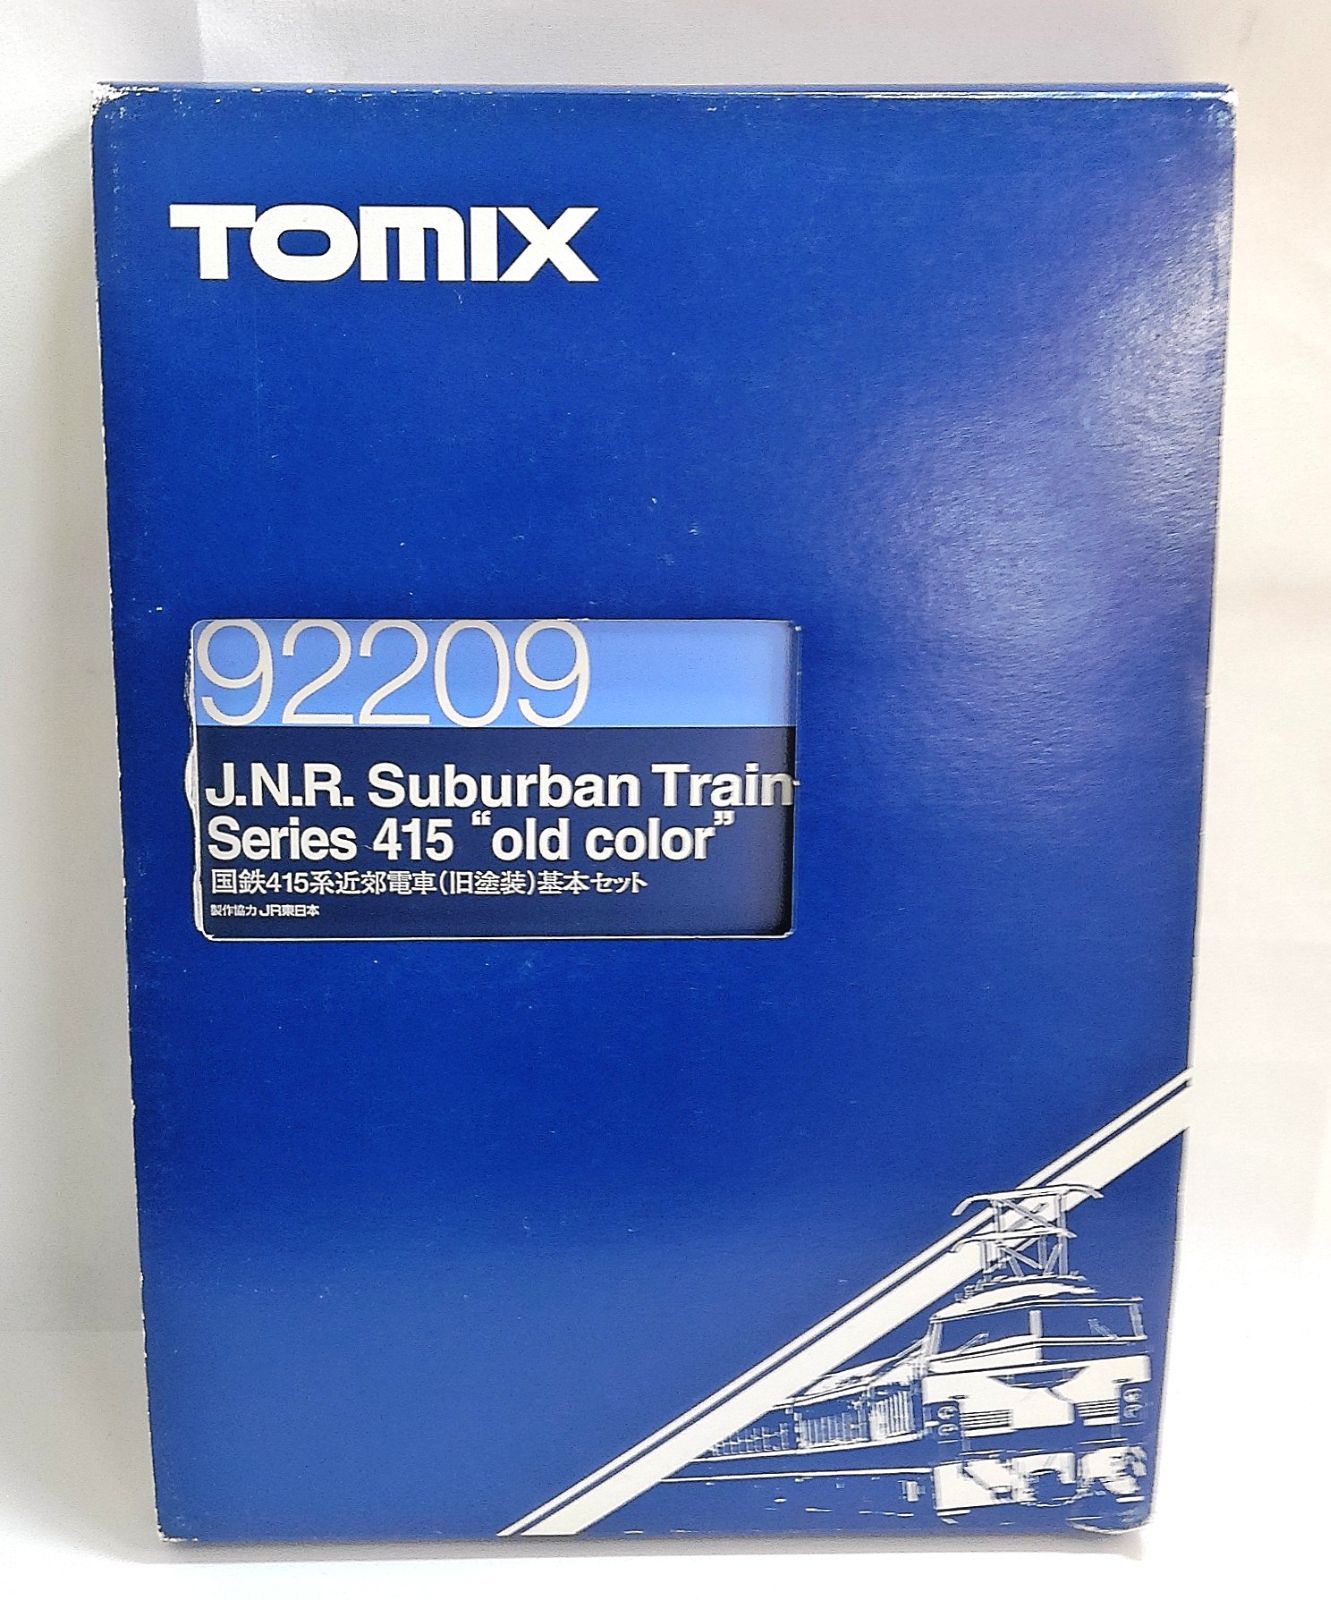 TOMIX
92209
J.N.R. Suburban Train
Series 415 “old color”
国鉄415系近郊電車(旧塗装)基本セット
製作協力 JR東日本